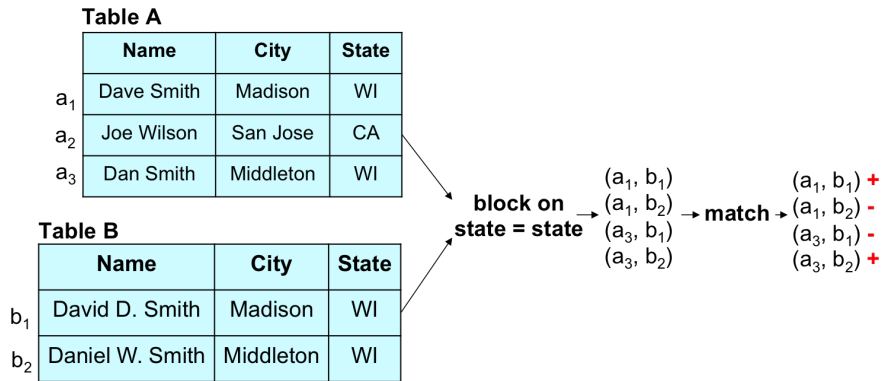 Table A
Name City State
a1 Dave Smith Madison WI
a2 Joe Wilson San Jose CA
a3 Dan Smith Middleton WI
Table B
Name City State
b1 David D. Smith Madison WI
b2 Daniel W. Smith Middleton WI
block on
state = state
(a1, b1)
(a1, b2)
(a3, b1)
(a3, b2)
match
(a1, b1) +
(a1, b2) -
(a3, b1) -
(a3, b2) +